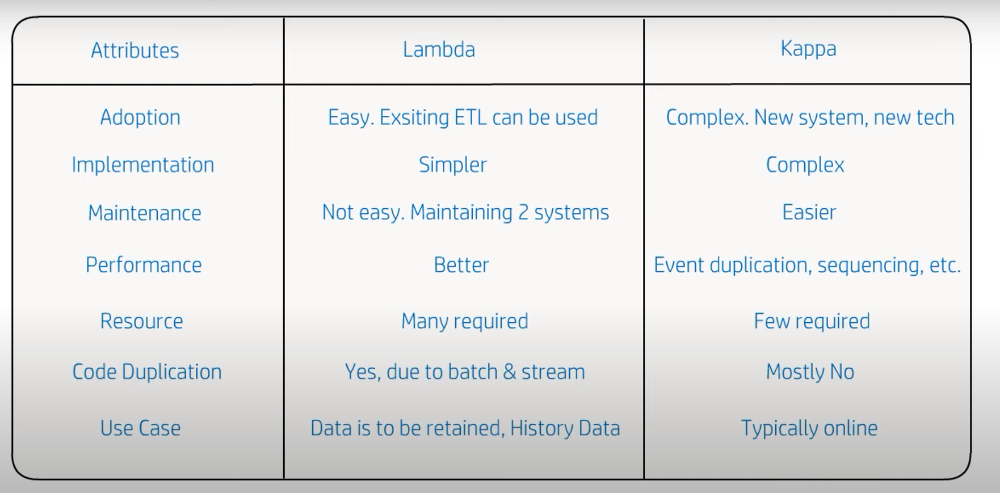 Attributes Lambda Kappa
Adoption Easy. Exsiting ETL can be used Complex. New system, new tech
Implementation Simpler Complex
Maintenance Not easy. Maintaining 2 systems Easier
Performance Better Event duplication, sequencing, etc.
Resource Many required Few required
Code Duplication Yes, due to batch & stream Mostly No
Use Case Data is to be retained, History Data Typically online